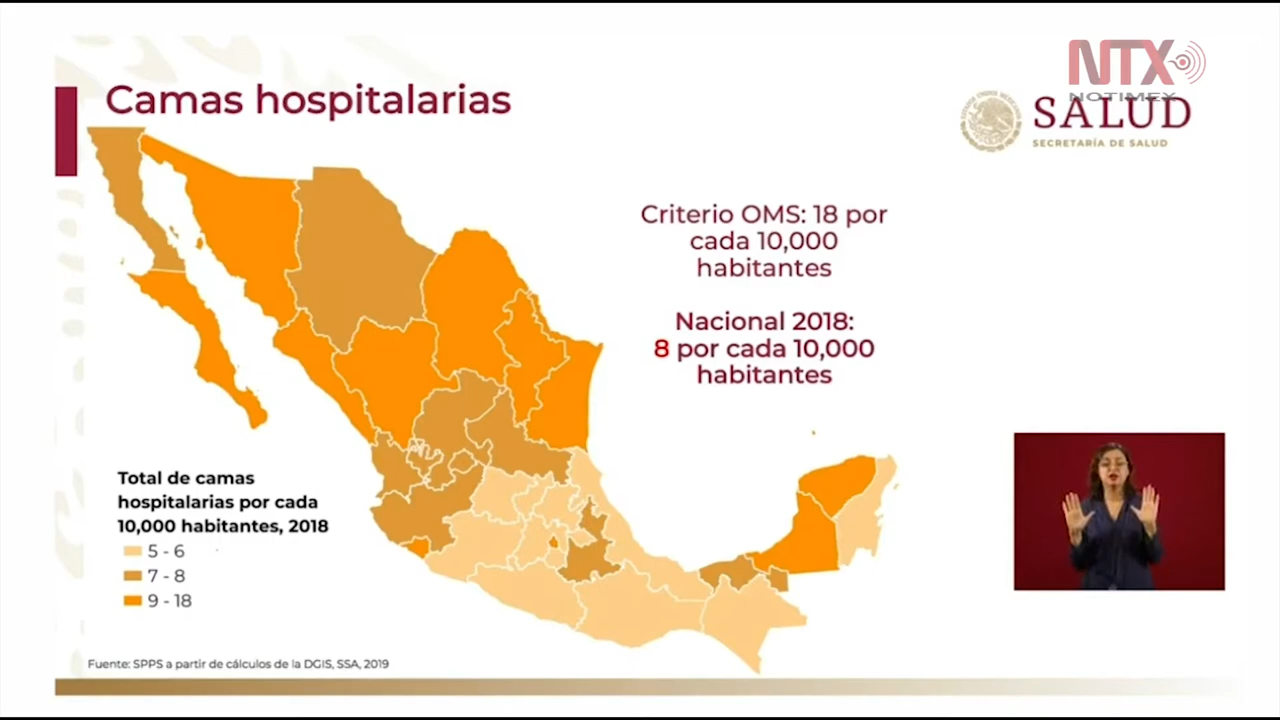 NTX
NOTIMEX
Camas hospitalarias
SALUD
SECRETARÍA DE SALUD
Criterio OMS: 18 por
cada 10,000
habitantes
Nacional 2018:
8 por cada 10,000
habitantes
Total de camas
hospitalarias por cada
10,000 habitantes, 2018
5 - 6
7 - 8
9 - 18
Fuente: SPPS a partir de cálculos de la DGIS, SSA, 2019